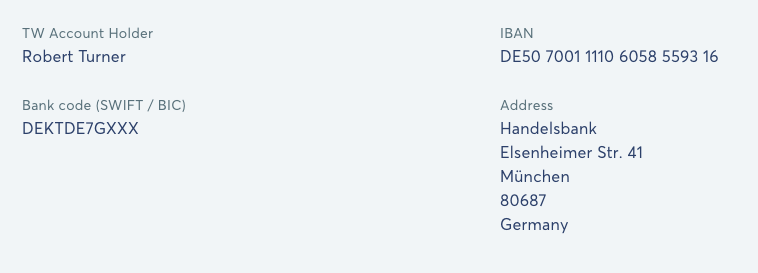 TW Account Holder
Robert Turner
IBAN
DE50 7001 1110 6058 5593 16
Bank code (SWIFT / BIC)
DEKTDE7GXXX
Address
Handelsbank
Elsenheimer Str. 41
München
80687
Germany